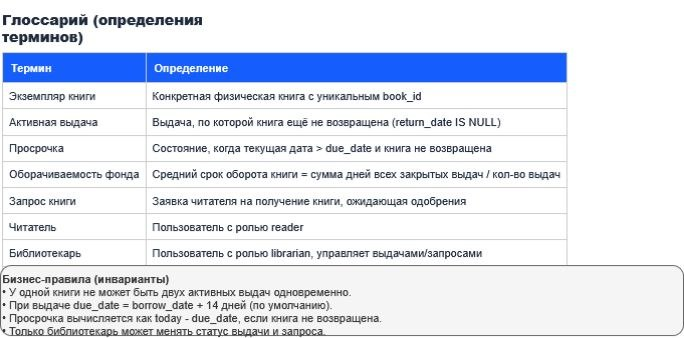 Глоссарий (определения
терминов)
Термин Определение
Экземпляр книги Конкретная физическая книга с уникальным book_id
Активная выдача Выдача, по которой книга ещё не возвращена (return_date IS NULL)
Просрочка Состояние, когда текущая дата > due_date и книга не возвращена
Оборачиваемость фонда Средний срок оборота книги = сумма дней всех закрытых выдач / кол-во выдач
Запрос книги Заявка читателя на получение книги, ожидающая одобрения
Читатель Пользователь с ролью reader
Библиотекарь Пользователь с ролью librarian, управляет выдачами/запросами
Бизнес-правила (инварианты)
• У одной книги не может быть двух активных выдач одновременно.
• При выдаче due_date = borrow_date + 14 дней (по умолчанию).
• Просрочка вычисляется как today - due_date, если книга не возвращена.
• Только библиотекарь может менять статус выдачи и запроса.